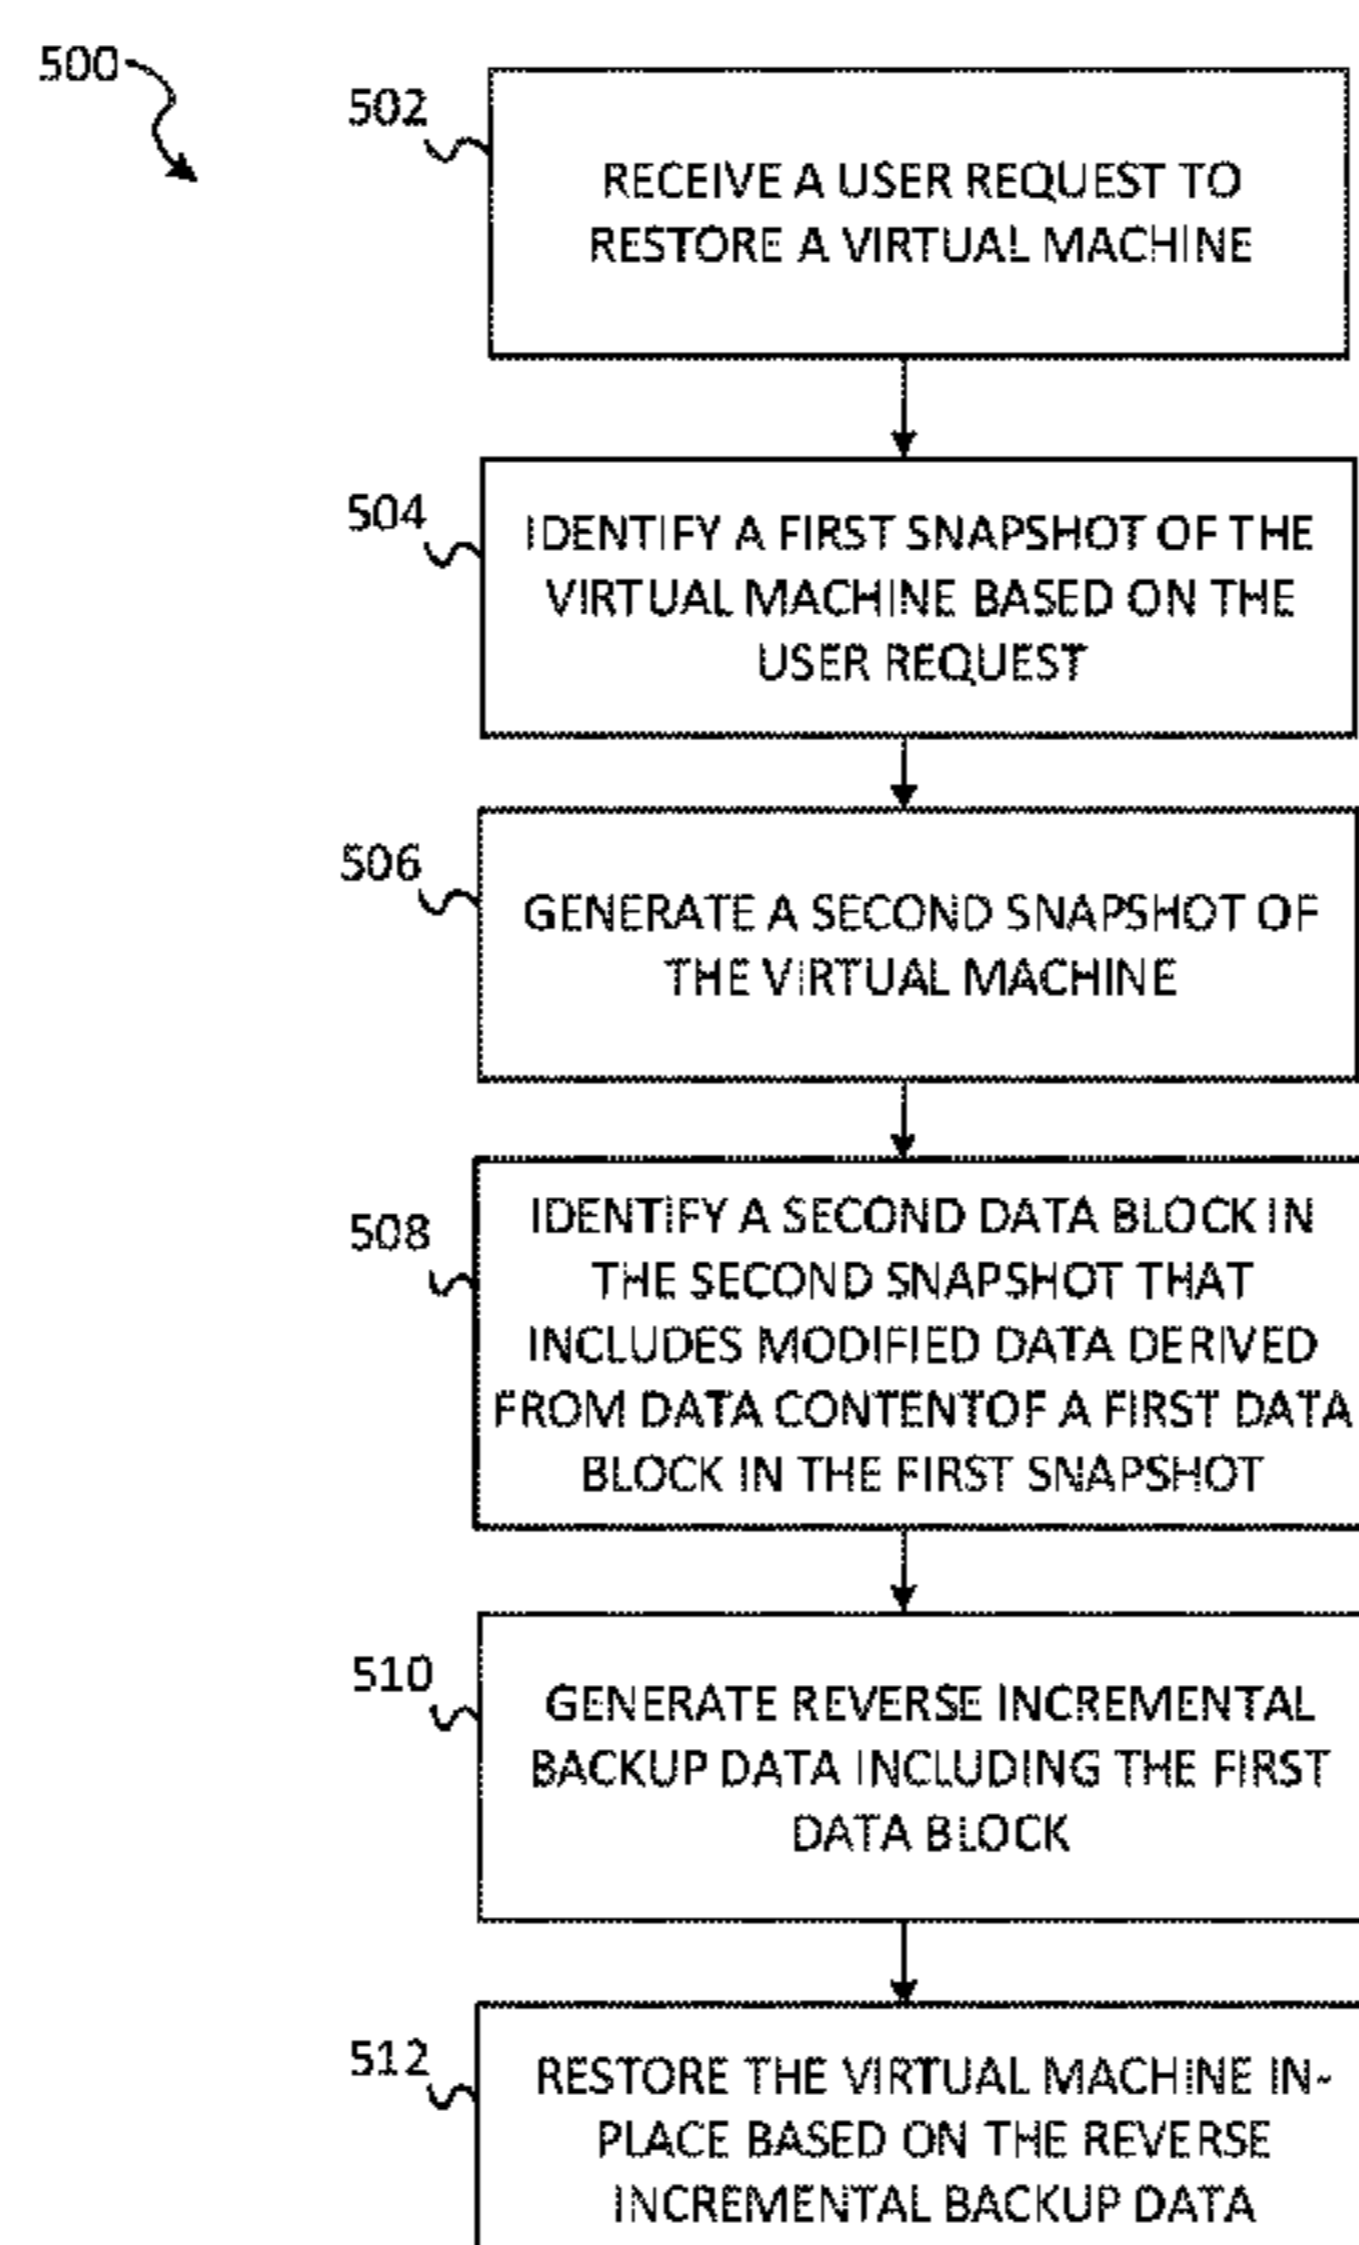 500
502
RECEIVE A USER REQUEST TO
RESTORE A VIRTUAL MACHINE
504
IDENTIFY A FIRST SNAPSHOT OF THE
VIRTUAL MACHINE BASED ON THE
USER REQUEST
506
GENERATE A SECOND SNAPSHOT OF
THE VIRTUAL MACHINE
508
IDENTIFY A SECOND DATA BLOCK IN
THE SECOND SNAPSHOT THAT
INCLUDES MODIFIED DATA DERIVED
FROM DATA CONTENTOF A FIRST DATA
BLOCK IN THE FIRST SNAPSHOT
510
GENERATE REVERSE INCREMENTAL
BACKUP DATA INCLUDING THE FIRST
DATA BLOCK
512
RESTORE THE VIRTUAL MACHINE IN-
PLACE BASED ON THE REVERSE
INCREMENTAL BACKUP DATA